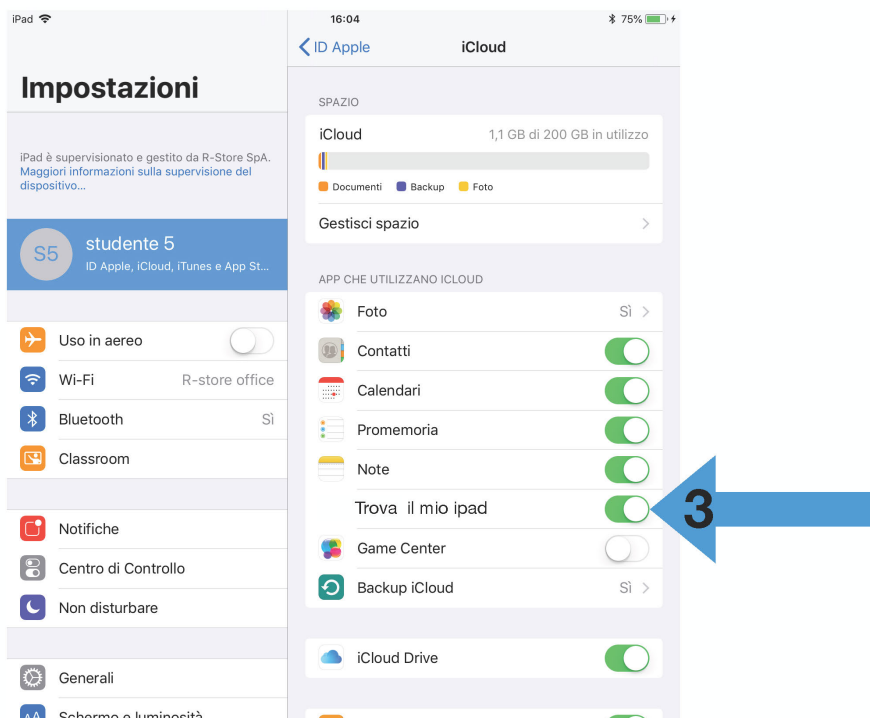 iPad
16:04
75%
ID Apple
iCloud
Impostazioni
iPad è supervisionato e gestito da R-Store SpA.
Maggiori informazioni sulla supervisione del
dispositivo...
S5
studente 5
ID Apple, iCloud, iTunes e App St...
Uso in aereo
Wi-Fi
R-store office
Bluetooth
Sì
Classroom
Notifiche
Centro di Controllo
Non disturbare
Generali
AA
Schermo e luminosità
SPAZIO
iCloud
1,1 GB di 200 GB in utilizzo
Documenti
Backup
Foto
Gestisci spazio
APP CHE UTILIZZANO ICLOUD
Foto
Sì
Contatti
Calendari
Promemoria
Note
Trova il mio ipad
3
Game Center
Backup iCloud
Sì
iCloud Drive